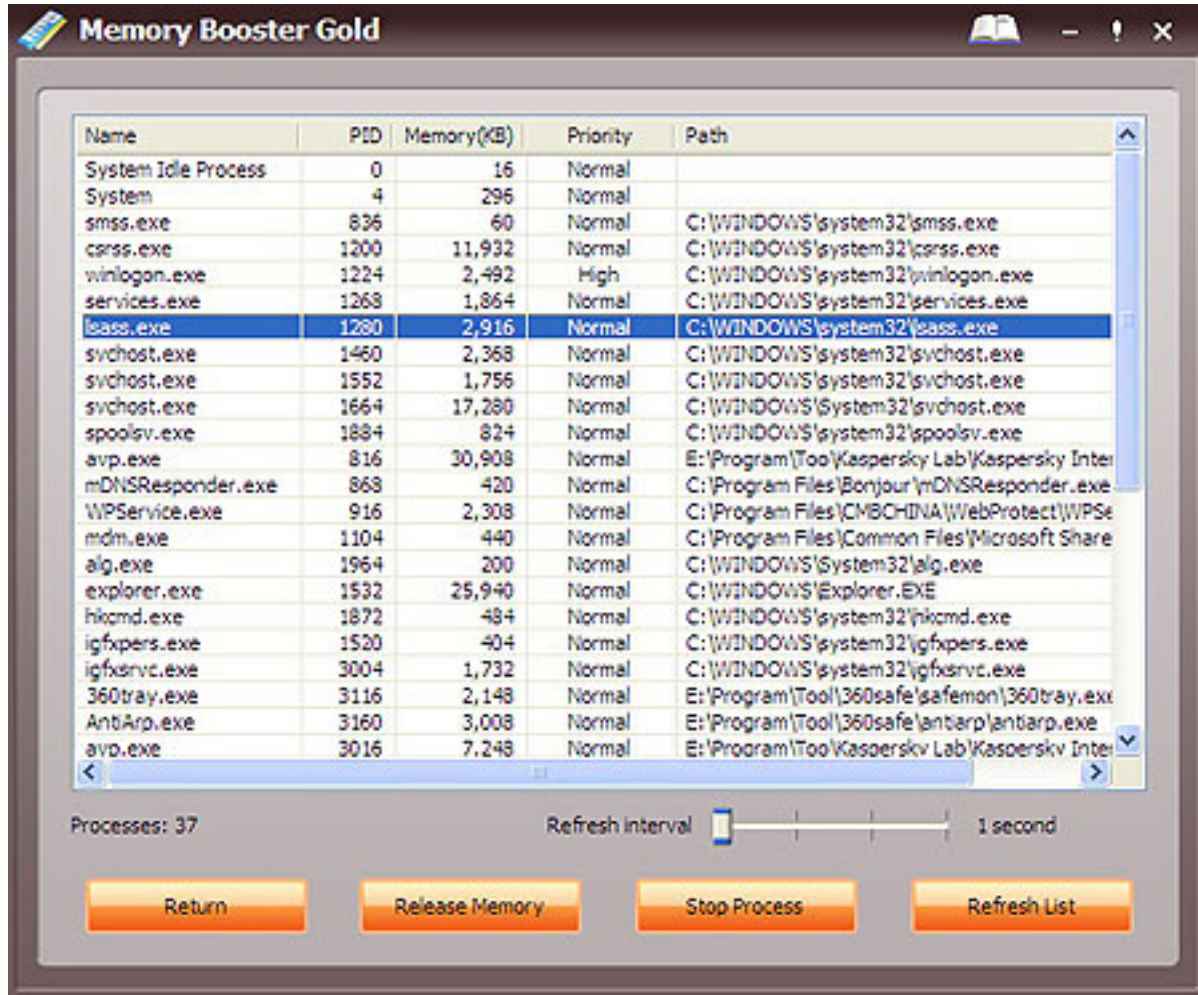 Memory Booster Gold
Name PID Memory(KB) Priority Path
System Idle Process 0 16 Normal
System 4 296 Normal
smss.exe 836 60 Normal C:\WINDOWS\system32\smss.exe
csrss.exe 1200 11,932 Normal C:\WINDOWS\system32\csrss.exe
winlogon.exe 1224 2,492 High C:\WINDOWS\system32\winlogon.exe
services.exe 1268 1,864 Normal C:\WINDOWS\system32\services.exe
lsass.exe 1280 2,916 Normal C:\WINDOWS\system32\lsass.exe
svchost.exe 1460 2,368 Normal C:\WINDOWS\system32\svchost.exe
svchost.exe 1552 1,756 Normal C:\WINDOWS\system32\svchost.exe
svchost.exe 1664 17,280 Normal C:\WINDOWS\System32\svchost.exe
spoolsv.exe 1884 824 Normal C:\WINDOWS\system32\spoolsv.exe
avp.exe 816 30,908 Normal E:\Program\Too\Kaspersky Lab\Kaspersky Inter
mDNSResponder.exe 868 420 Normal C:\Program Files\Bonjour\mDNSResponder.exe
WPService.exe 916 2,308 Normal C:\Program Files\CMBCHINA\WebProtect\WPSe
mdm.exe 1104 440 Normal C:\Program Files\Common Files\Microsoft Share
alg.exe 1964 200 Normal C:\WINDOWS\System32\alg.exe
explorer.exe 1532 25,940 Normal C:\WINDOWS\Explorer.EXE
hkcmd.exe 1872 484 Normal C:\WINDOWS\system32\hkcmd.exe
igfxpers.exe 1520 404 Normal C:\WINDOWS\system32\igfxpers.exe
igfxsrvc.exe 3004 1,732 Normal C:\WINDOWS\system32\igfxsrvc.exe
360tray.exe 3116 2,148 Normal E:\Program\Tool\360safe\safemon\360tray.exe
AntiArp.exe 3160 3,008 Normal E:\Program\Tool\360safe\antiarp\antiarp.exe
avp.exe 3016 7,248 Normal E:\Program\Too\Kaspersky Lab\Kaspersky Inter
Processes: 37 Refresh interval 1 second
Return Release Memory Stop Process Refresh List